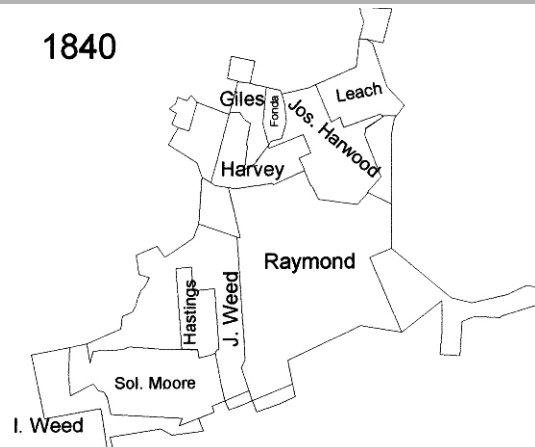 1840
Giles
Fonda
Jos. Harwood
Leach
Harvey
Raymond
Hastings
J. Weed
Sol. Moore
I. Weed